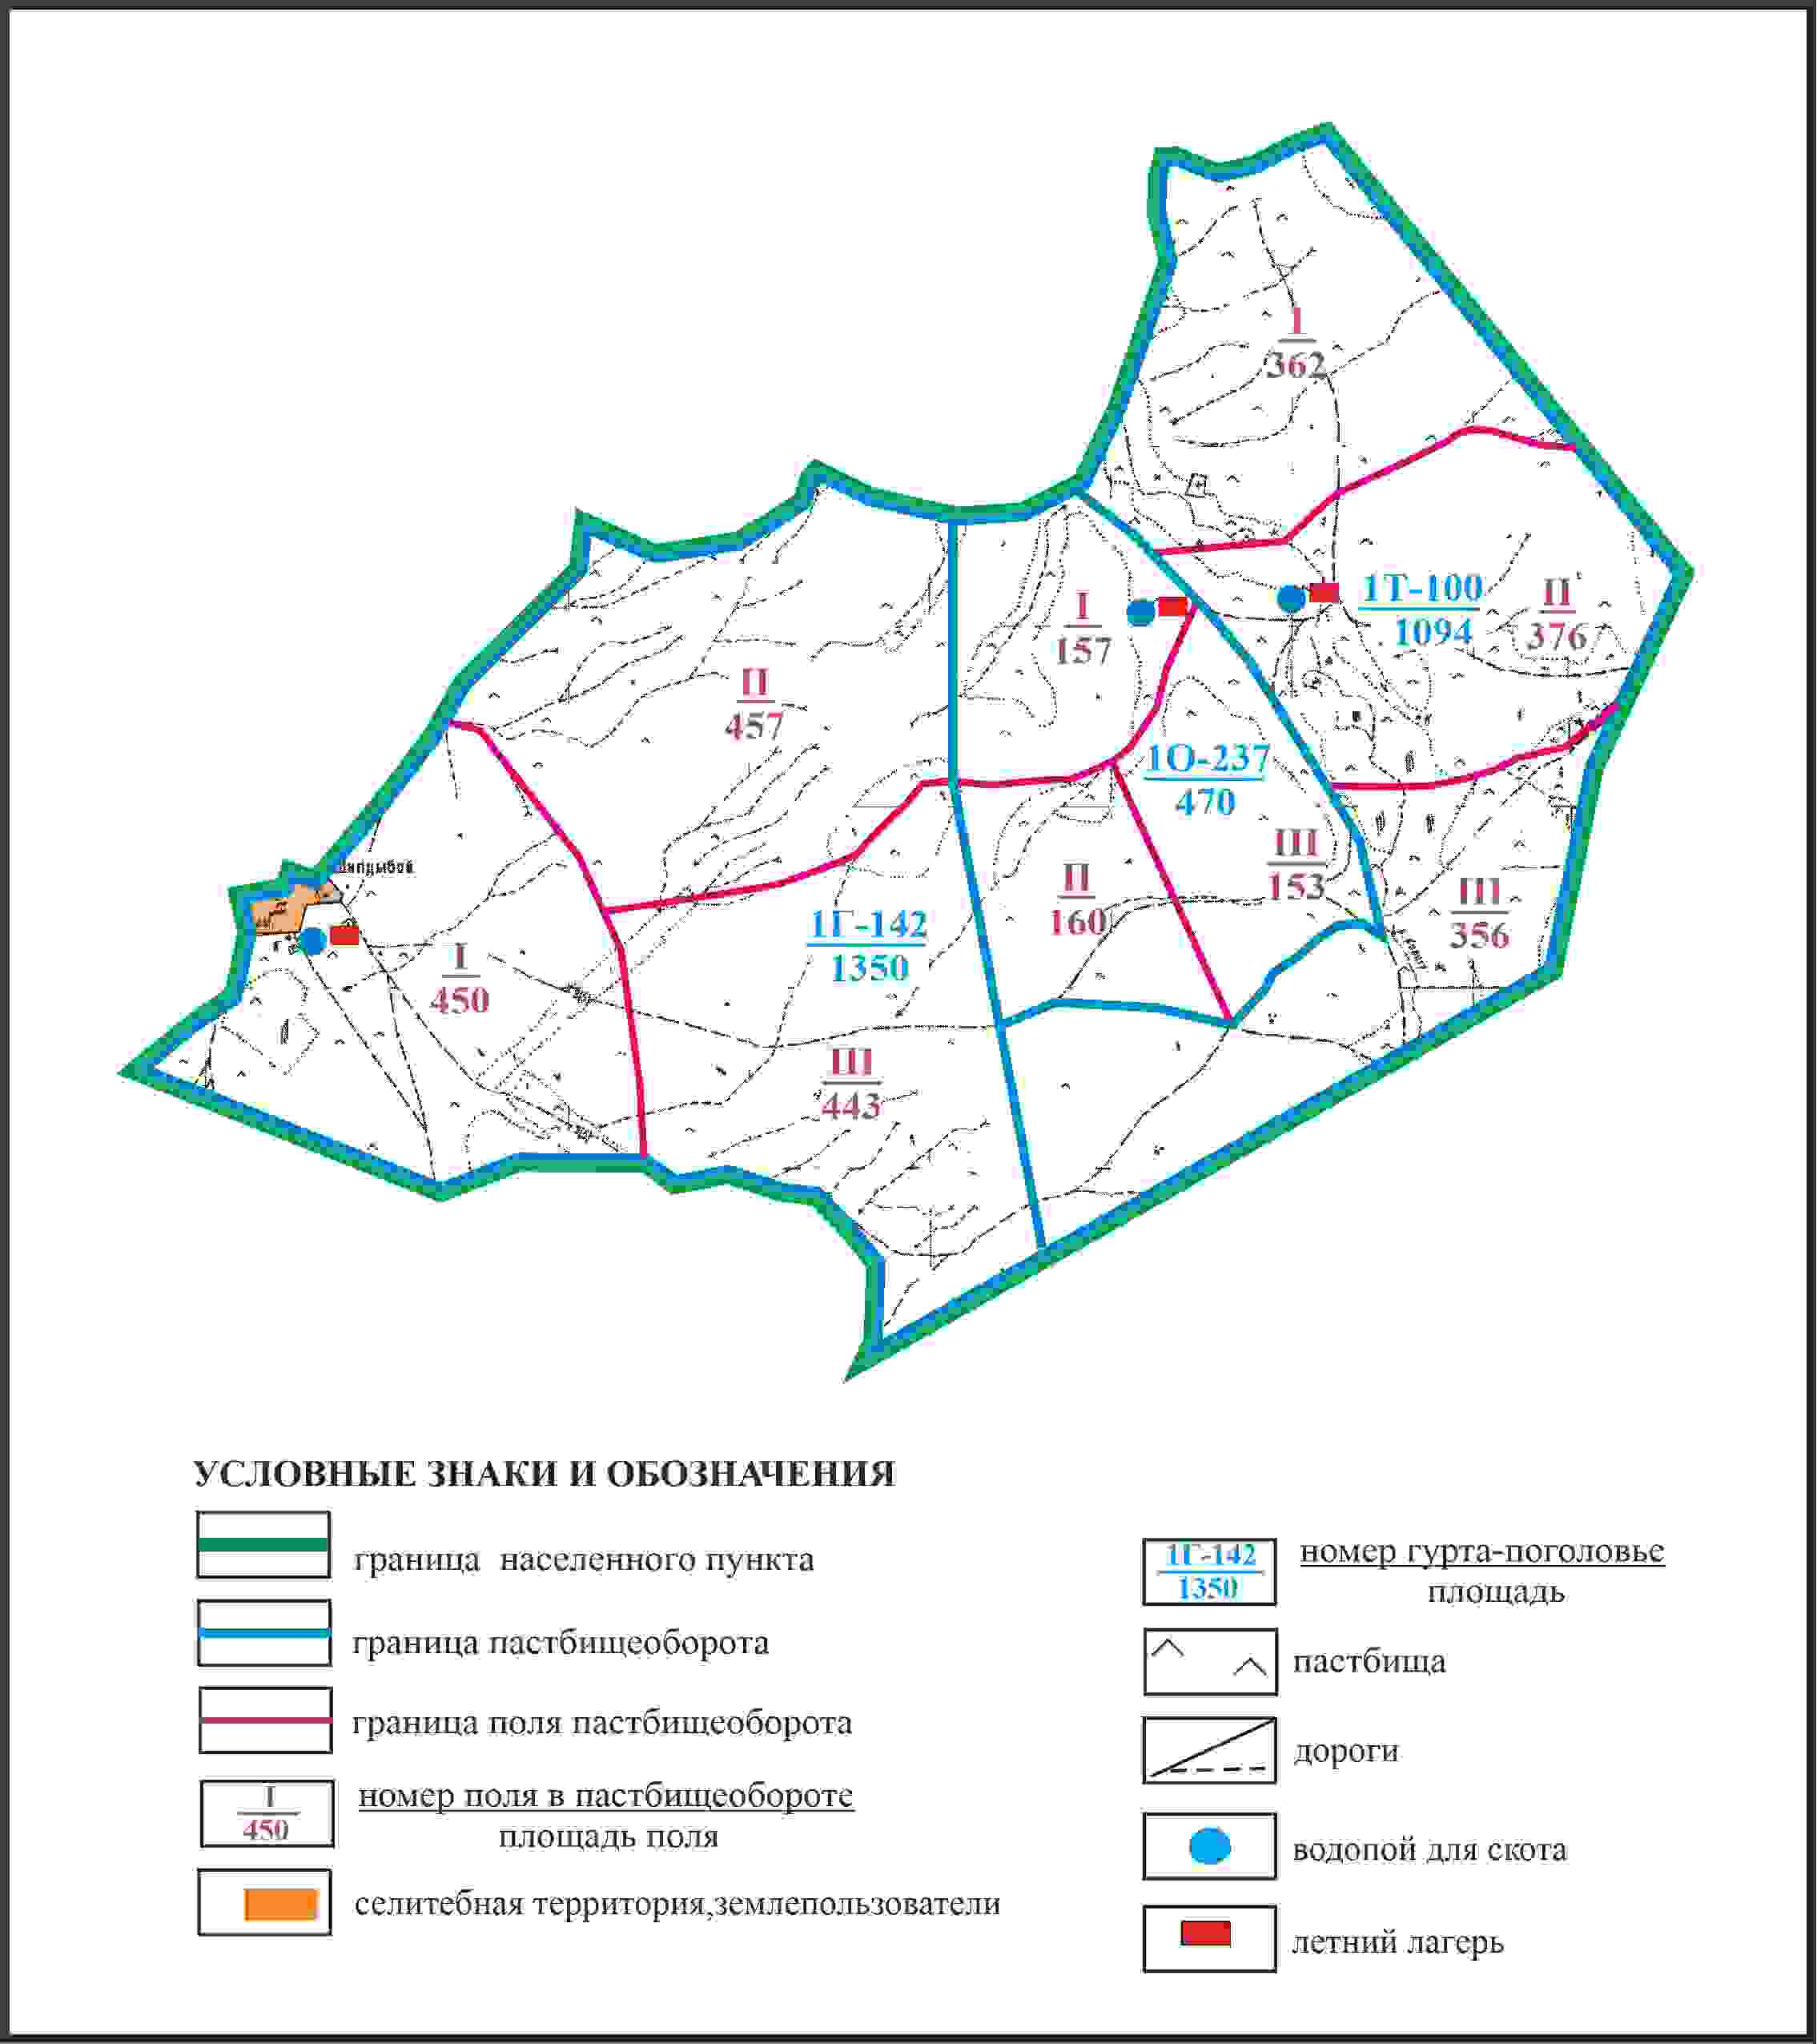 I
362
1Т-100
1094
II
376
I
157
II
457
1О-237
470
III
153
II
160
III
356
1Г-142
1350
I
450
III
443
УСЛОВНЫЕ ЗНАКИ И ОБОЗНАЧЕНИЯ
граница населенного пункта
граница пастбищеоборота
граница поля пастбищеоборота
I
450
номер поля в пастбищеобороте
площадь поля
селитебная территория,землепользователи
1Г-142
1350
номер гурта-поголовье
площадь
пастбища
дороги
водопой для скота
летний лагерь